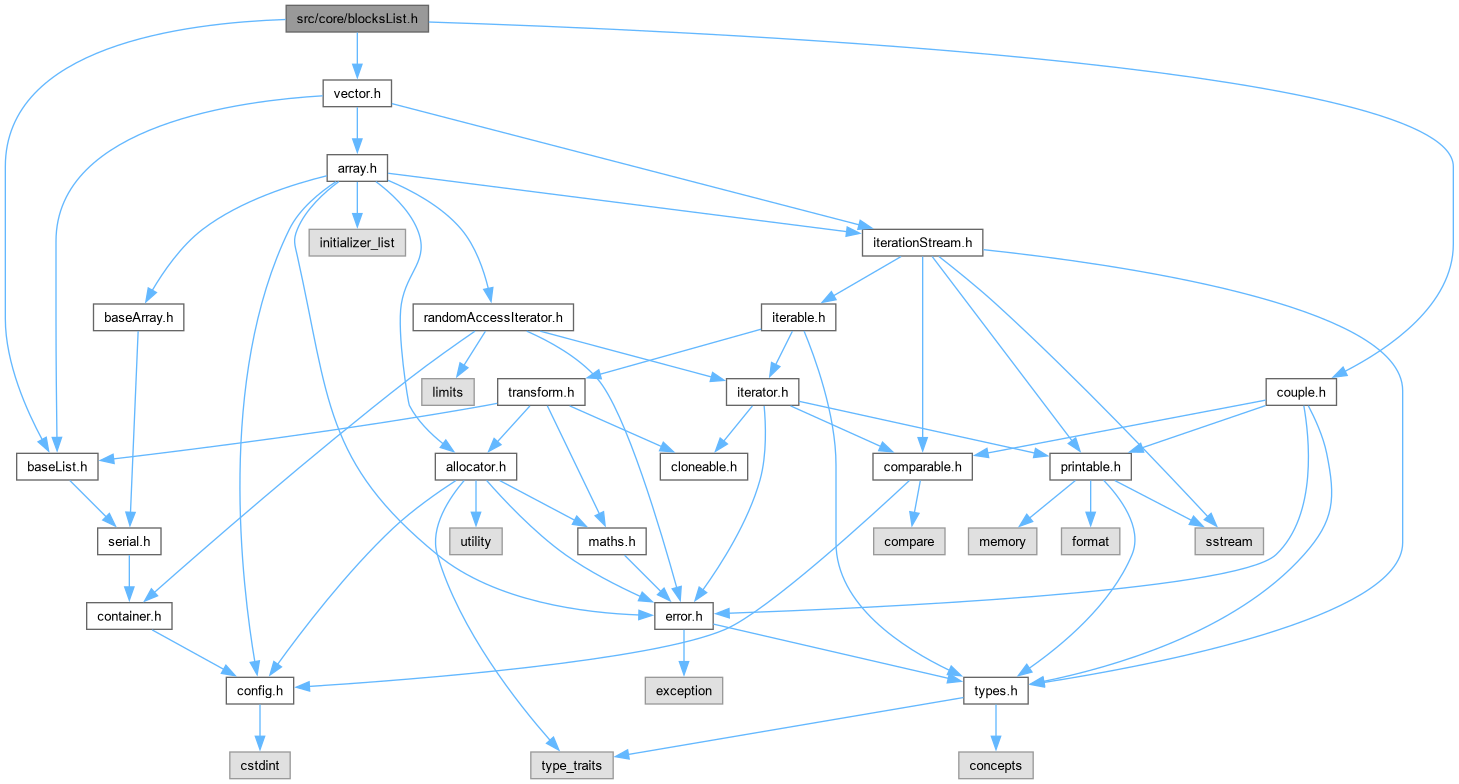 src/core/blocksList.h
vector.h
array.h
initializer_list
iterationStream.h
baseArray.h
randomAccessIterator.h
iterable.h
limits
transform.h
iterator.h
couple.h
baseList.h
allocator.h
cloneable.h
comparable.h
printable.h
serial.h
utility
maths.h
compare
memory
format
sstream
container.h
error.h
config.h
exception
types.h
cstdint
type_traits
concepts